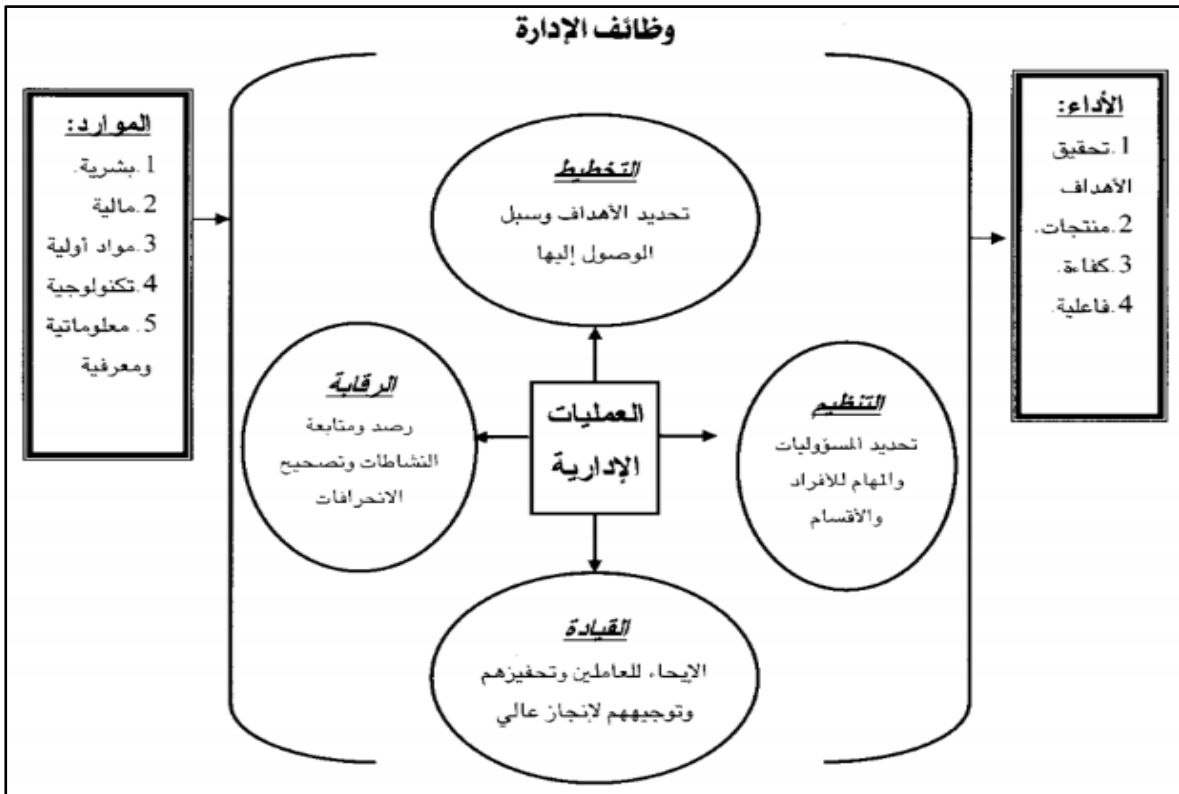 وظائف الإدارة
الموارد:
1.بشرية.
2.مالية
3.مواد أولية
4.تكنولوجية
5. معلوماتية
ومعرفية
التخطيط
تحديد الأهداف وسبل
الوصول إليها
الرقابة
رصد ومتابعة
النشاطات وتصحيح
الانحرافات
العمليات
الإدارية
التنظيم
تحديد المسؤوليات
والمهام للأفراد
والأقسام
القيادة
الإيحاء للعاملين وتحفيزهم
وتوجيههم لإنجاز عالي
الأداء:
1.تحقيق
الأهداف
2.منتجات.
3.كفاءة.
4.فاعلية.